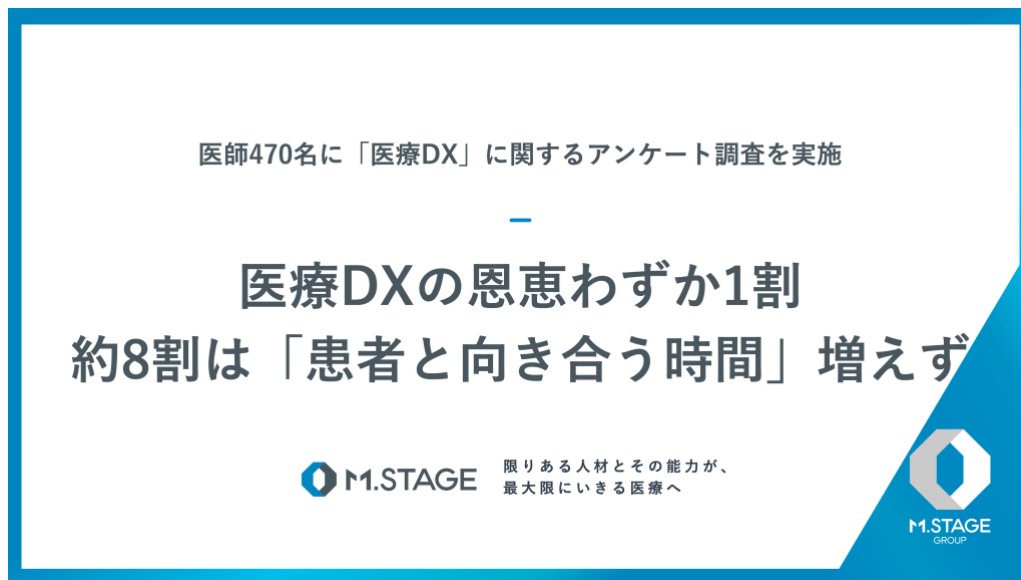 医師470名に「医療DX」に関するアンケート調査を実施
医療DXの恩恵わずか1割
約8割は「患者と向き合う時間」増えず
M.STAGE
限りある人材とその能力が、
最大限にいきる医療へ
M.STAGE
GROUP